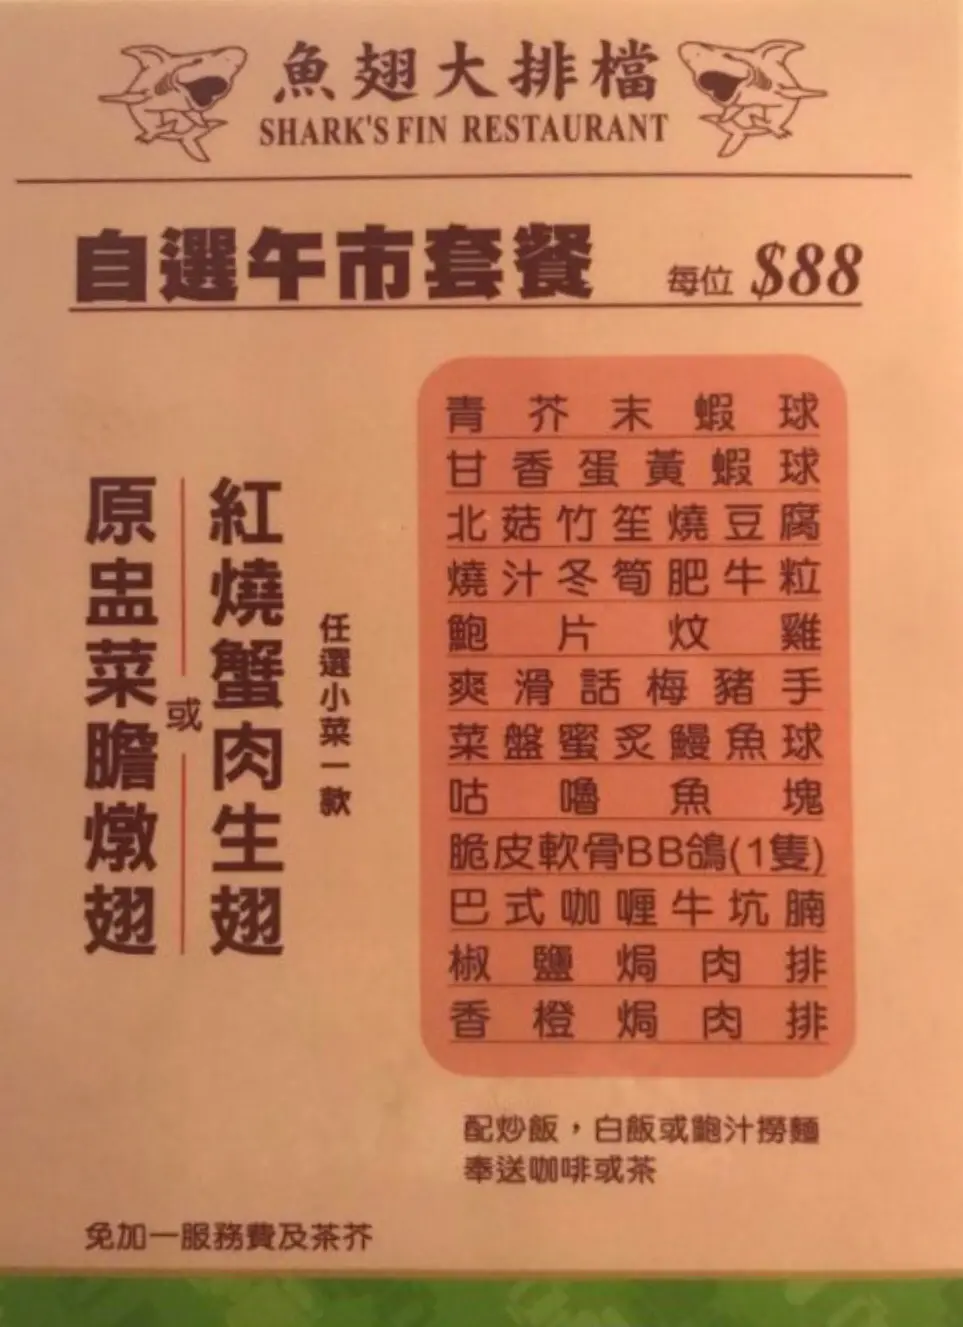 魚翅大排檔
SHARK'S FIN RESTAURANT
自選午市套餐 每位 $88
原盅菜膽燉翅
或
紅燒蟹肉生翅
任選小菜一款
青芥末蝦球
甘香蛋黃蝦球
北菇竹笙燒豆腐
燒汁冬筍肥牛粒
鮑片炆雞
爽滑話梅豬手
菜盤蜜炙鰻魚球
咕嚕魚塊
脆皮軟骨BB鴿(1隻)
巴式咖喱牛坑腩
椒鹽焗肉排
香橙焗肉排
配炒飯，白飯或鮑汁撈麵
奉送咖啡或茶
免加一服務費及茶芥